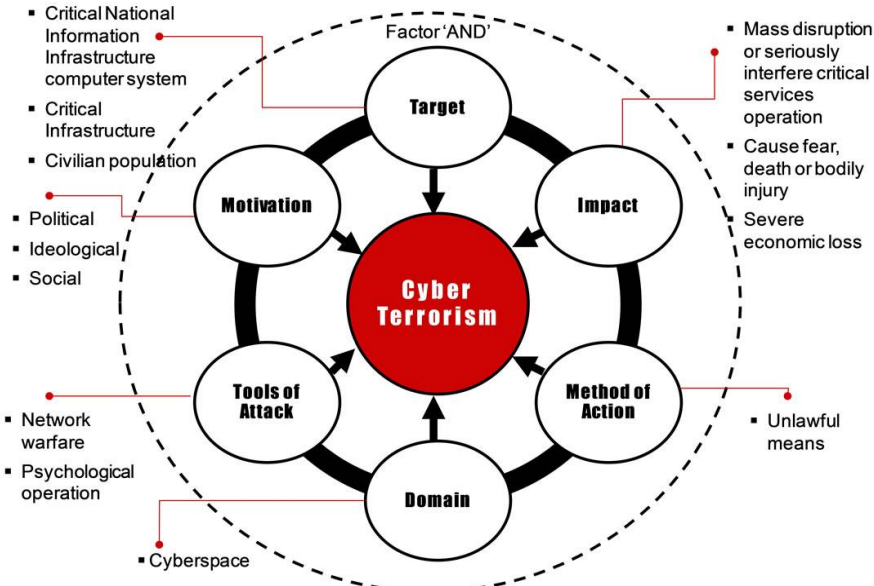 Factor ‘AND’
▪ Critical National
Information
Infrastructure
computer system
▪ Critical
Infrastructure
▪ Civilian population
Target
▪ Mass disruption
or seriously
interfere critical
services
operation
▪ Cause fear,
death or bodily
injury
▪ Severe
economic loss
Motivation
Impact
▪ Political
▪ Ideological
▪ Social
Cyber
Terrorism
Tools of
Attack
Method of
Action
▪ Network
warfare
▪ Psychological
operation
▪ Unlawful
means
Domain
▪ Cyberspace